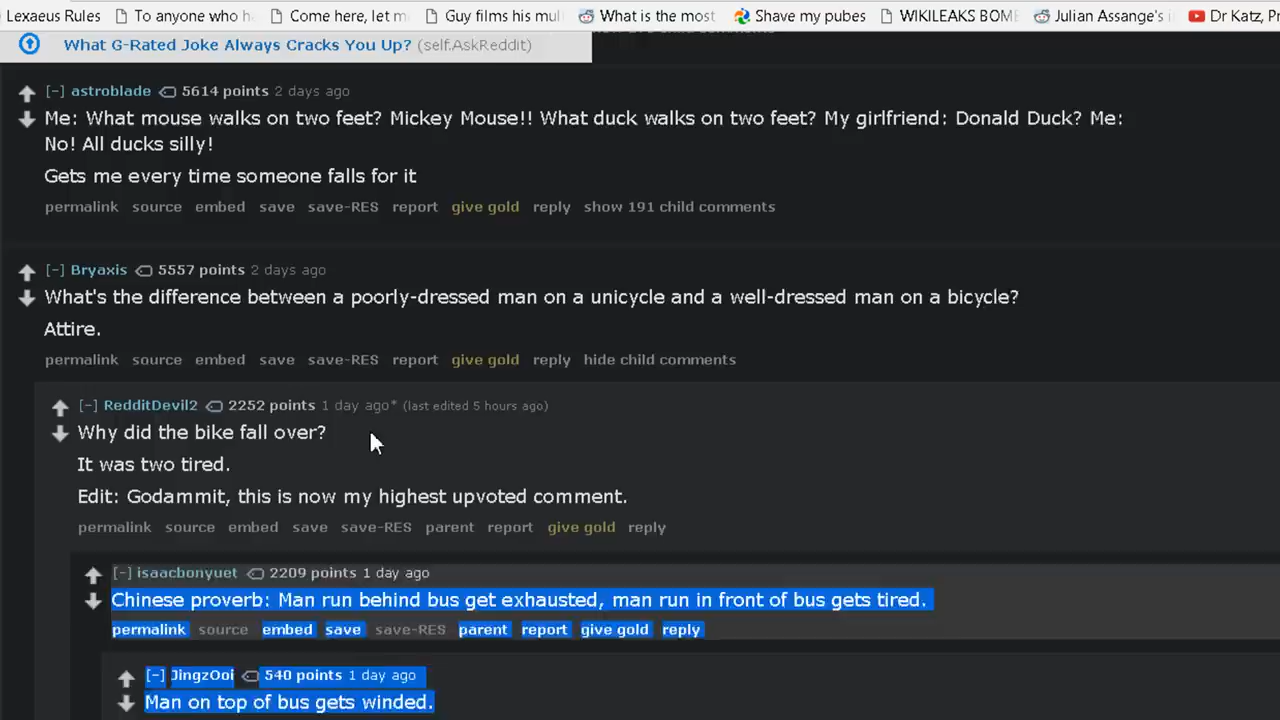 Lexaeus Rules To anyone who h Come here, let m Guy films his mul What is the most Shave my pubes WIKILEAKS BOM Julian Assange's i Dr Katz, Pr
What G-Rated Joke Always Cracks You Up? (self.AskReddit)
[-] astroblade 5614 points 2 days ago
Me: What mouse walks on two feet? Mickey Mouse!! What duck walks on two feet? My girlfriend: Donald Duck? Me:
No! All ducks silly!
Gets me every time someone falls for it
permalink source embed save save-RES report give gold reply show 191 child comments
[-] Bryaxis 5557 points 2 days ago
What's the difference between a poorly-dressed man on a unicycle and a well-dressed man on a bicycle?
Attire.
permalink source embed save save-RES report give gold reply hide child comments
[-] RedditDevil2 2252 points 1 day ago* (last edited 5 hours ago)
Why did the bike fall over?
It was two tired.
Edit: Godammit, this is now my highest upvoted comment.
permalink source embed save save-RES parent report give gold reply
[-] isaacbonyuet 2209 points 1 day ago
Chinese proverb: Man run behind bus get exhausted, man run in front of bus gets tired.
permalink source embed save save-RES parent report give gold reply
[-] JingzOoi 540 points 1 day ago
Man on top of bus gets winded.